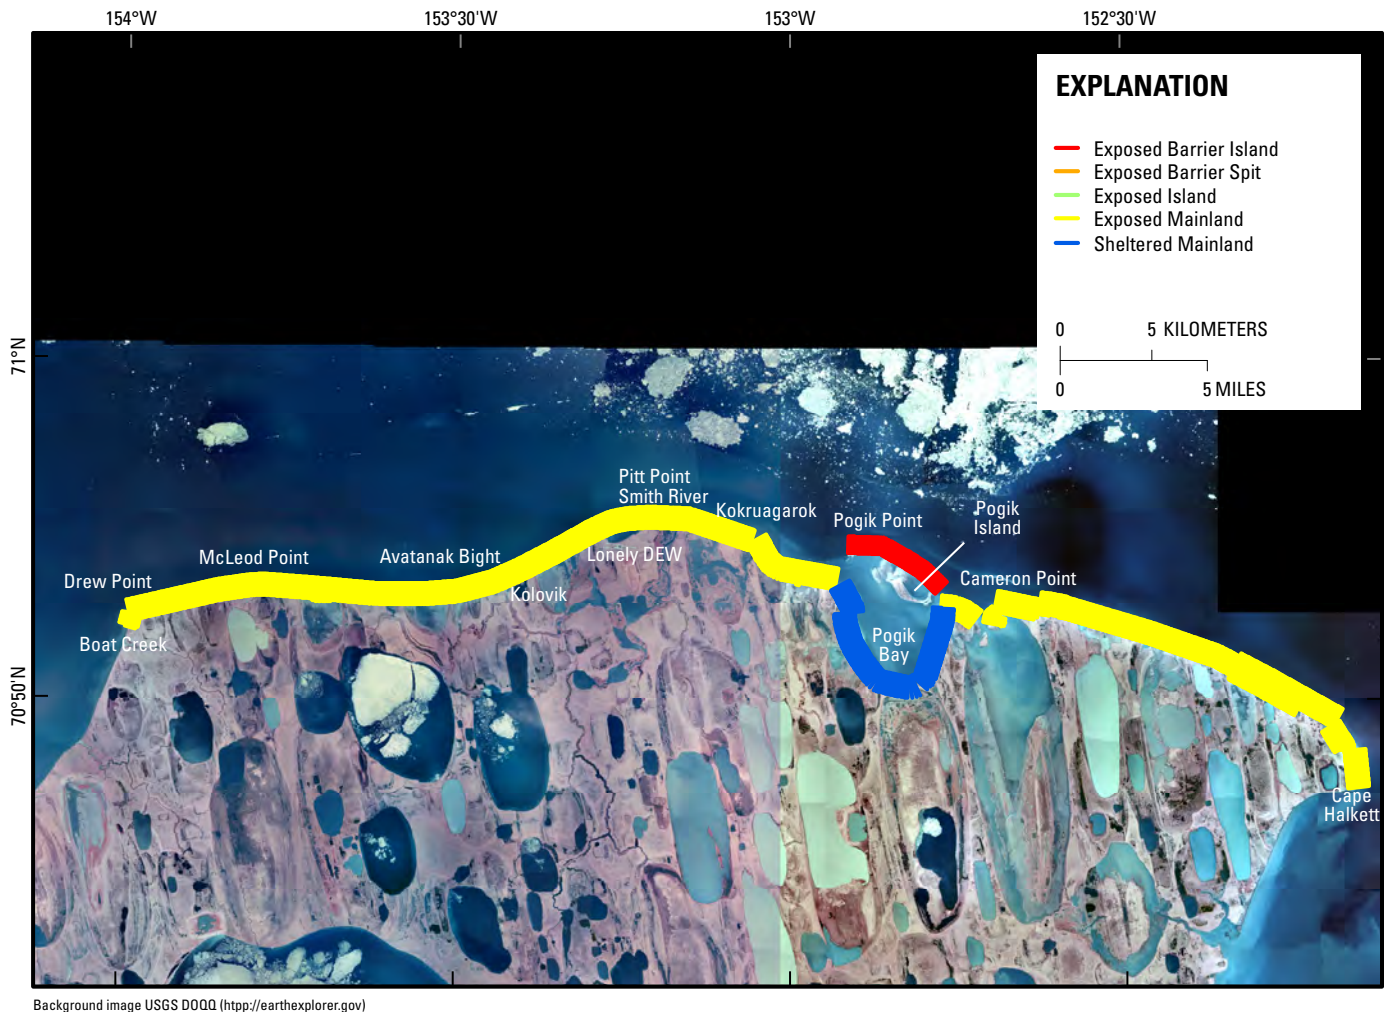 154°W
153°30'W
153°W
152°30'W
EXPLANATION
Exposed Barrier Island
Exposed Barrier Spit
Exposed Island
Exposed Mainland
Sheltered Mainland
0
5 KILOMETERS
0
5 MILES
71°N
70°50'N
Pitt Point
Smith River
Kokruagarok
Pogik Point
Pogik
Island
McLeod Point
Avatanak Bight
Lonely DEW
Drew Point
Kolovik
Cameron Point
Boat Creek
Pogik
Bay
Cape
Halkett
Background image USGS DOQQ (htpp://earthexplorer.gov)